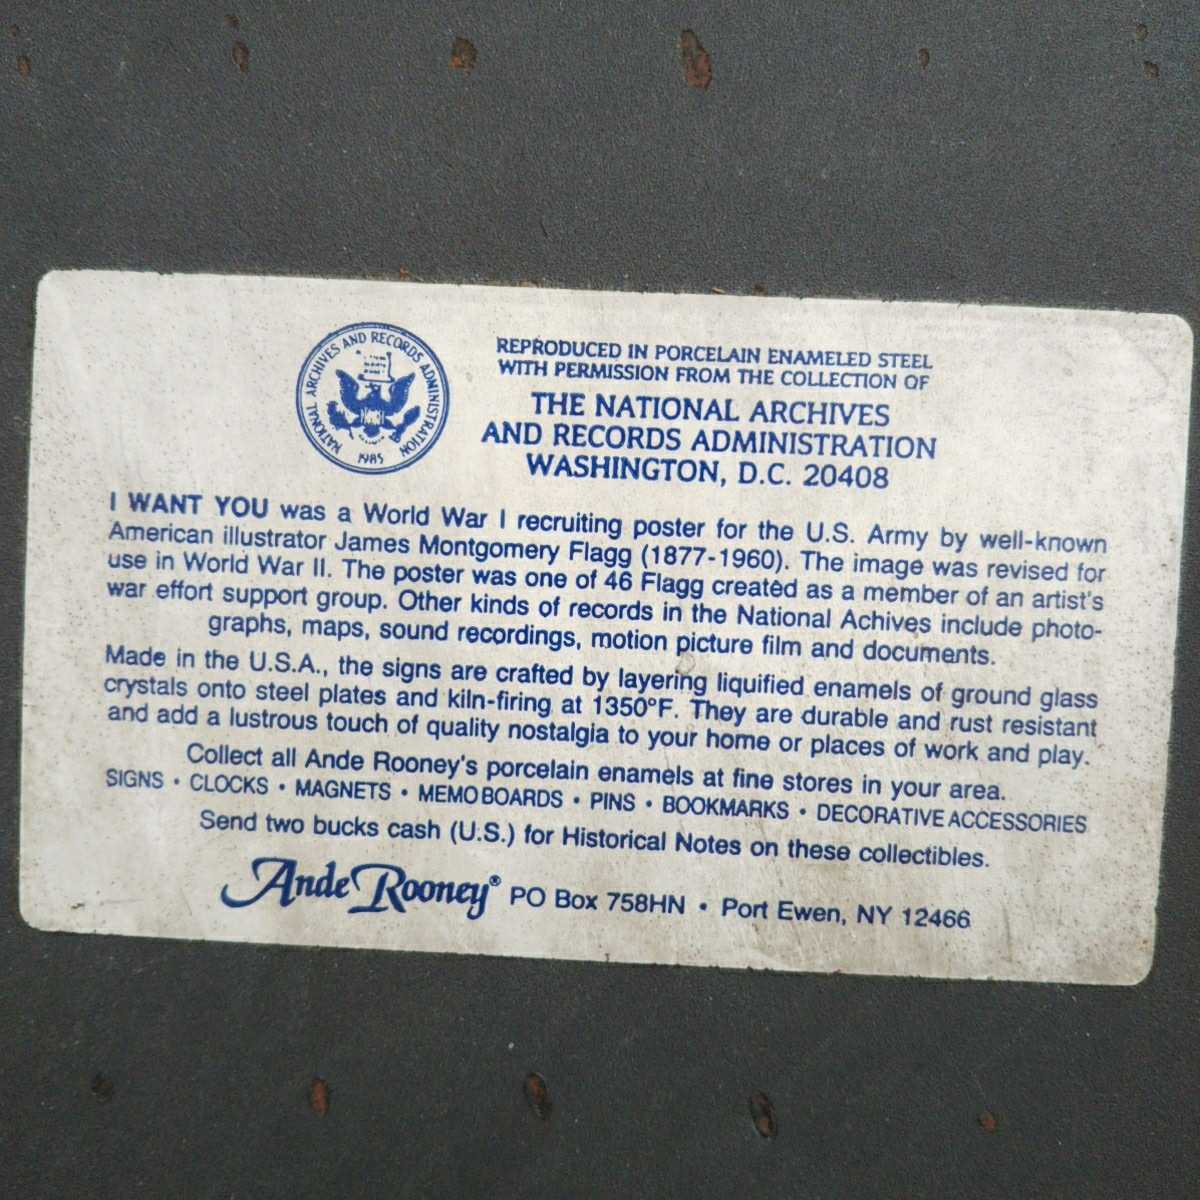 NATIONAL ARCHIVES AND RECORDS ADMINISTRATION
1985
REPRODUCED IN PORCELAIN ENAMELED STEEL
WITH PERMISSION FROM THE COLLECTION OF
THE NATIONAL ARCHIVES
AND RECORDS ADMINISTRATION
WASHINGTON, D.C. 20408
I WANT YOU was a World War I recruiting poster for the U.S. Army by well-known
American illustrator James Montgomery Flagg (1877-1960). The image was revised for
use in World War II. The poster was one of 46 Flagg created as a member of an artist's
war effort support group. Other kinds of records in the National Achives include photo-
graphs, maps, sound recordings, motion picture film and documents.
Made in the U.S.A., the signs are crafted by layering liquified enamels of ground glass
crystals onto steel plates and kiln-firing at 1350°F. They are durable and rust resistant
and add a lustrous touch of quality nostalgia to your home or places of work and play.
Collect all Ande Rooney's porcelain enamels at fine stores in your area.
SIGNS • CLOCKS • MAGNETS • MEMO BOARDS • PINS • BOOKMARKS • DECORATIVE ACCESSORIES
Send two bucks cash (U.S.) for Historical Notes on these collectibles.
Ande Rooney® PO Box 758HN • Port Ewen, NY 12466